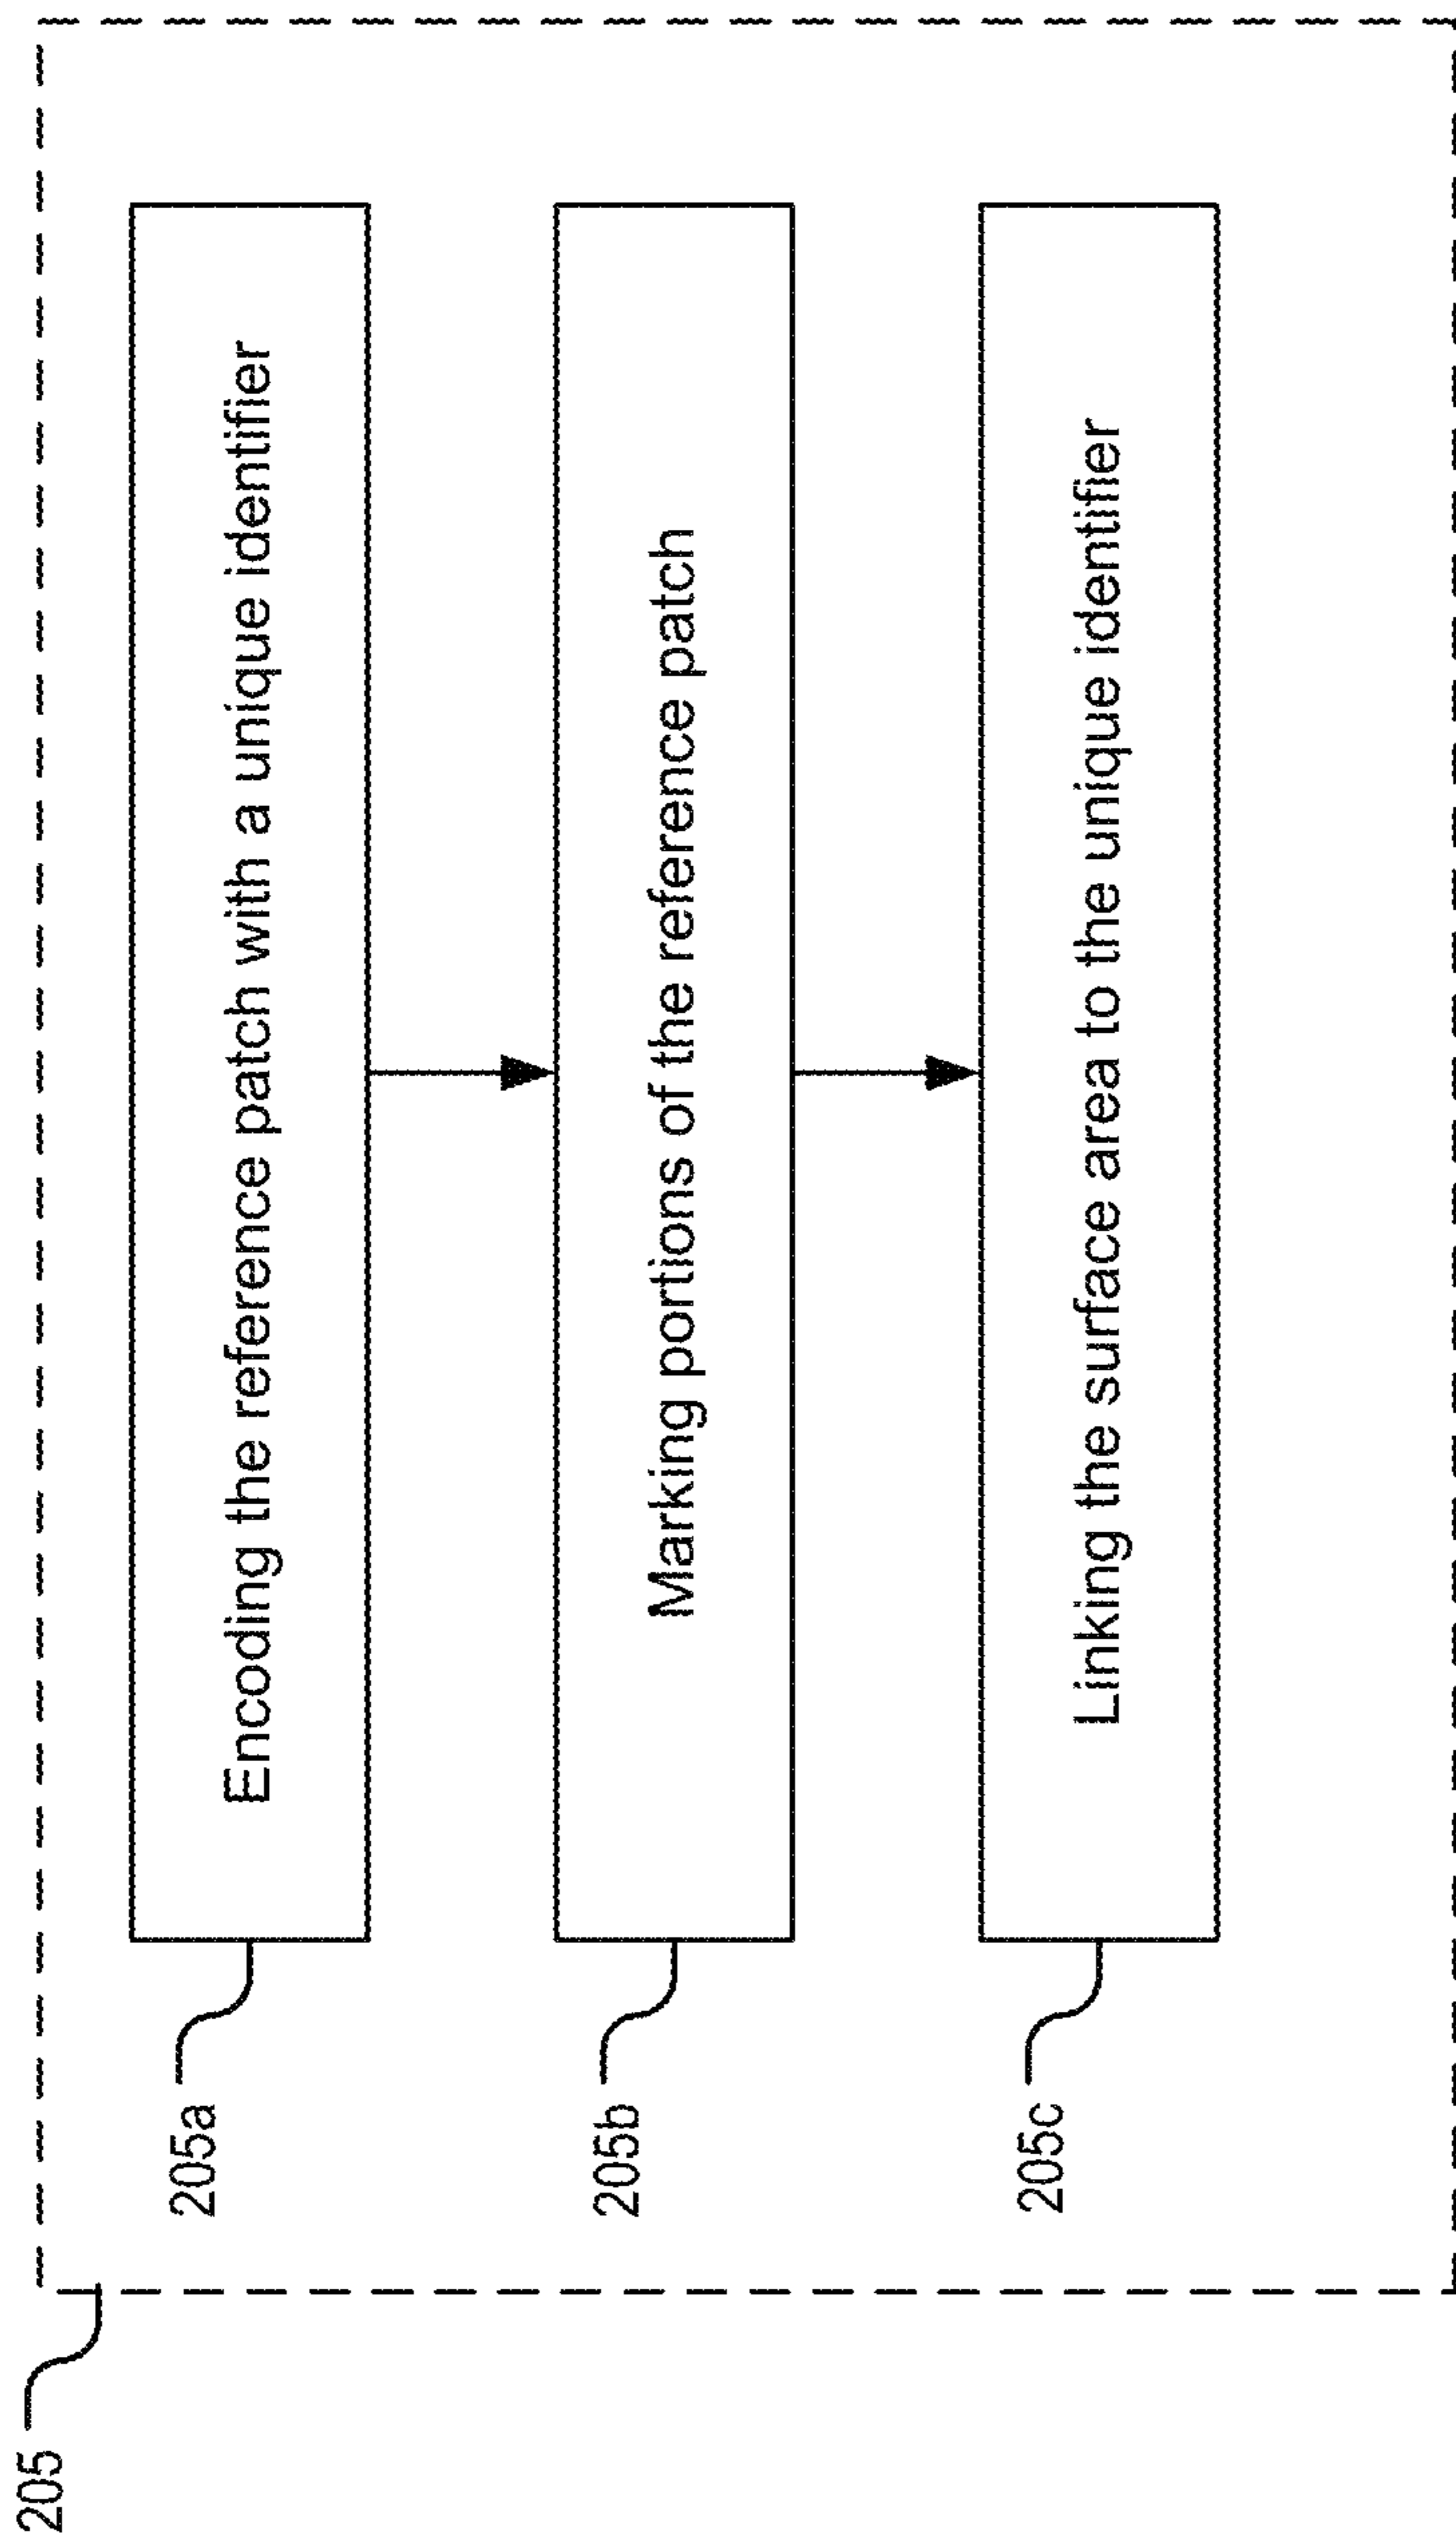 205
205a
Encoding the reference patch with a unique identifier
205b
Marking portions of the reference patch
205c
Linking the surface area to the unique identifier